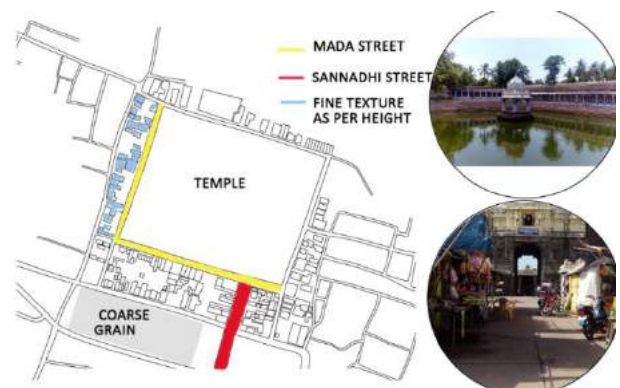 MADA STREET
SANNADHI STREET
FINE TEXTURE
AS PER HEIGHT
TEMPLE
COARSE
GRAIN